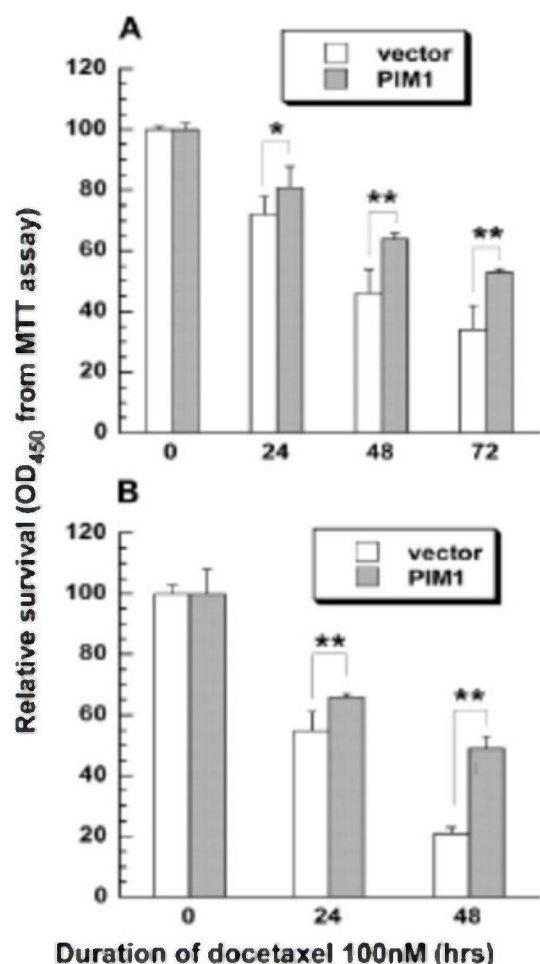 A
vector
PIM1
120
100
80
60
40
20
0
*
**
**
0 24 48 72
B
vector
PIM1
120
100
80
60
40
20
0
**
**
0 24 48
Relative survival (OD450 from MTT assay)
Duration of docetaxel 100nM (hrs)